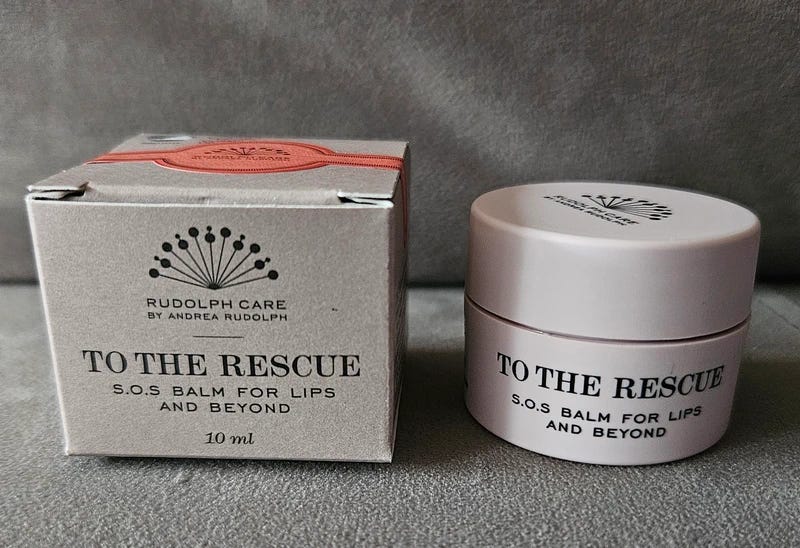 RUDOLPH CARE
BY ANDREA RUDOLPH
TO THE RESCUE
S.O.S BALM FOR LIPS
AND BEYOND
10 ml
RUDOLPH CARE
BY ANDREA RUDOLPH
TO THE RESCUE
S.O.S BALM FOR LIPS
AND BEYOND